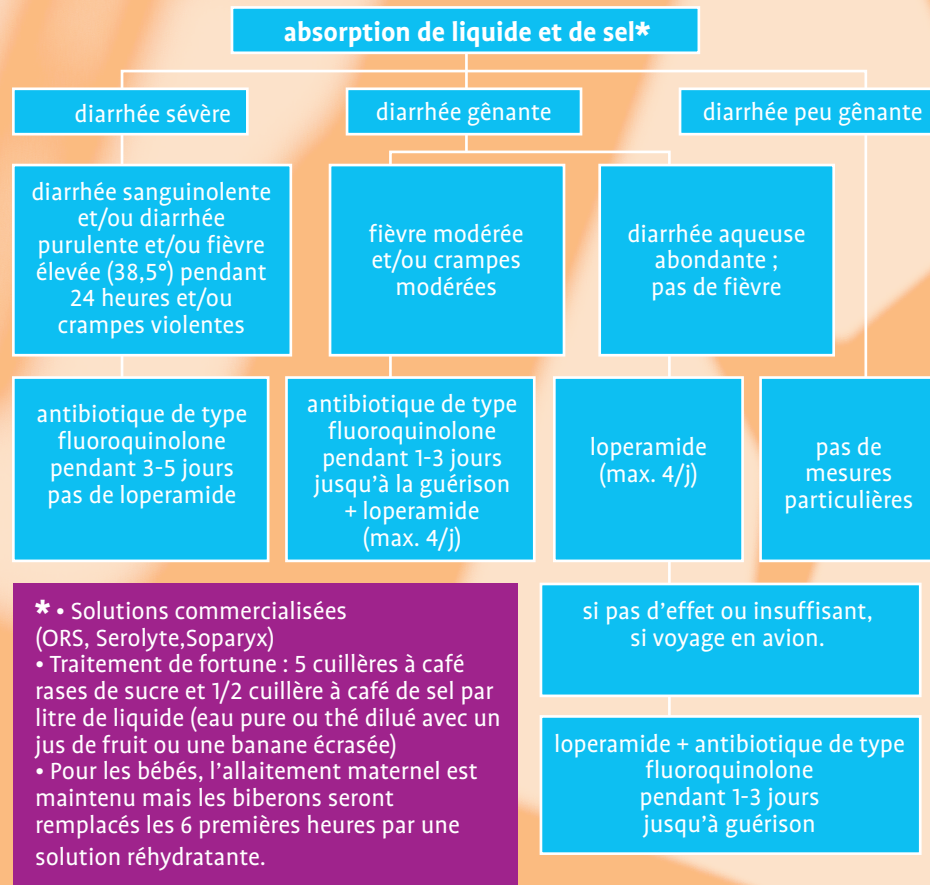 absorption de liquide et de sel*
diarrhée sévère
diarrhée gênante
diarrhée peu gênante
diarrhée sanguinolente
et/ou diarrhée
purulente et/ou fièvre
élevée (38,5°) pendant
24 heures et/ou
crampes violentes
fièvre modérée
et/ou crampes
modérées
diarrhée aqueuse
abondante ;
pas de fièvre
antibiotique de type
fluoroquinolone
pendant 3-5 jours
pas de loperamide
antibiotique de type
fluoroquinolone
pendant 1-3 jours
jusqu'à la guérison
+ loperamide
(max. 4/j)
loperamide
(max. 4/j)
pas de
mesures
particulières
* • Solutions commercialisées
(ORS, Serolyte,Soparyx)
• Traitement de fortune : 5 cuillères à café
rases de sucre et 1/2 cuillère à café de sel par
litre de liquide (eau pure ou thé dilué avec un
jus de fruit ou une banane écrasée)
• Pour les bébés, l'allaitement maternel est
maintenu mais les biberons seront
remplacés les 6 premières heures par une
solution réhydratante.
si pas d'effet ou insuffisant,
si voyage en avion.
loperamide + antibiotique de type
fluoroquinolone
pendant 1-3 jours
jusqu'à guérison